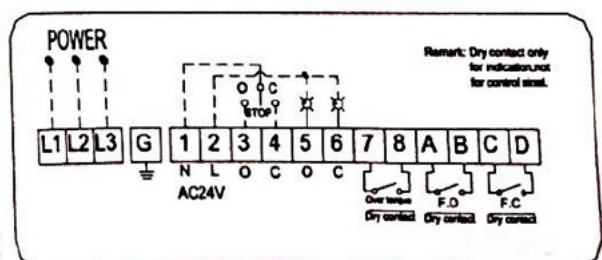 POWER
Remark: Dry contact only
for indication,not
for control sinal.
O C
STOP
L1 L2 L3 G 1 2 3 4 5 6 7 8 A B C D
N L O C O C
AC24V
Over torque F.O F.C
Dry contact Dry contact Dry contact